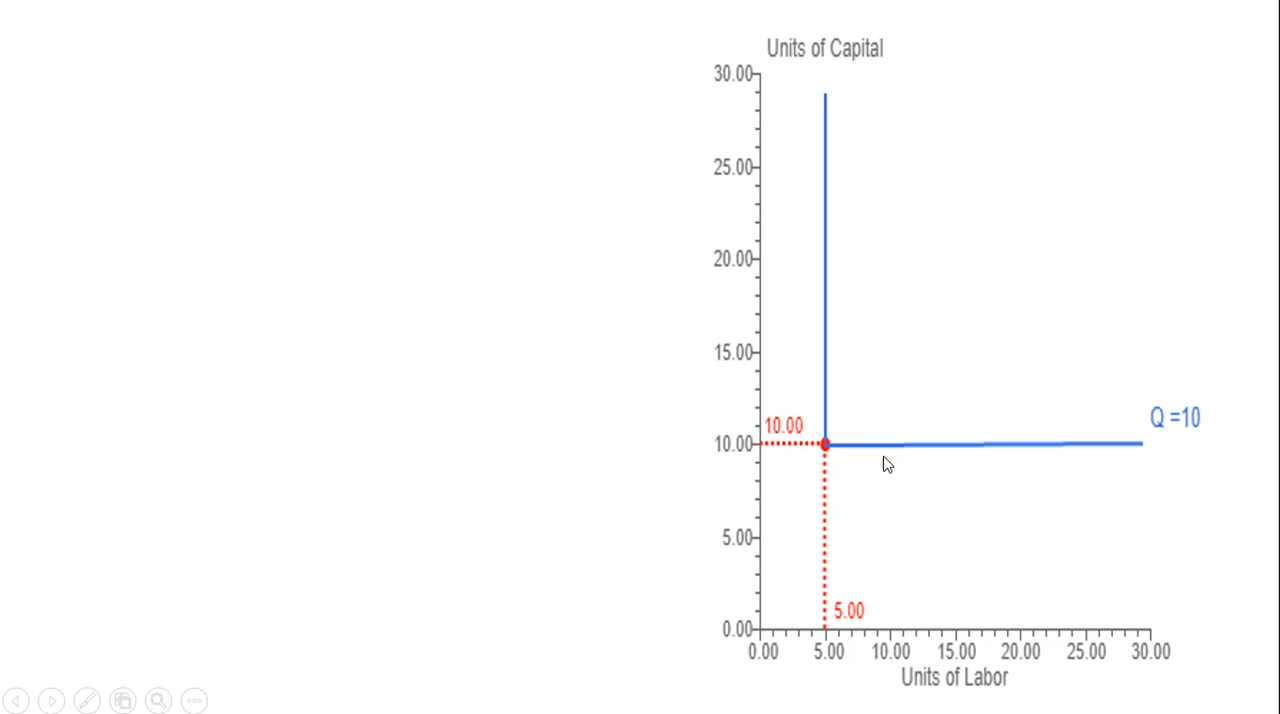 Units of Capital
30.00
25.00
20.00
15.00
Q =10
10.00
10.00
5.00
5.00
0.00
0.00 5.00 10.00 15.00 20.00 25.00 30.00
Units of Labor